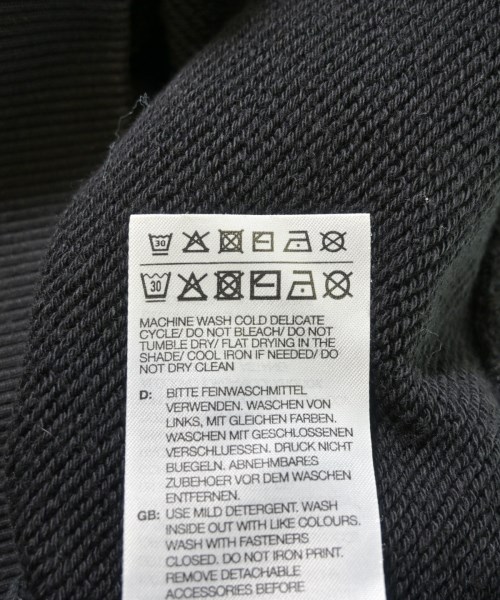 30
30
MACHINE WASH COLD DELICATE
CYCLE/ DO NOT BLEACH/ DO NOT
TUMBLE DRY/ FLAT DRYING IN THE
SHADE/ COOL IRON IF NEEDED/ DO
NOT DRY CLEAN
D: BITTE FEINWASCHMITTEL
VERWENDEN. WASCHEN VON
LINKS, MIT GLEICHEN FARBEN.
WASCHEN MIT GESCHLOSSENEN
VERSCHLUESSEN. DRUCK NICHT
BUEGELN. ABNEHMBARES
ZUBEHOER VOR DEM WASCHEN
ENTFERNEN.
GB: USE MILD DETERGENT. WASH
INSIDE OUT WITH LIKE COLOURS.
WASH WITH FASTENERS
CLOSED. DO NOT IRON PRINT.
REMOVE DETACHABLE
ACCESSORIES BEFORE